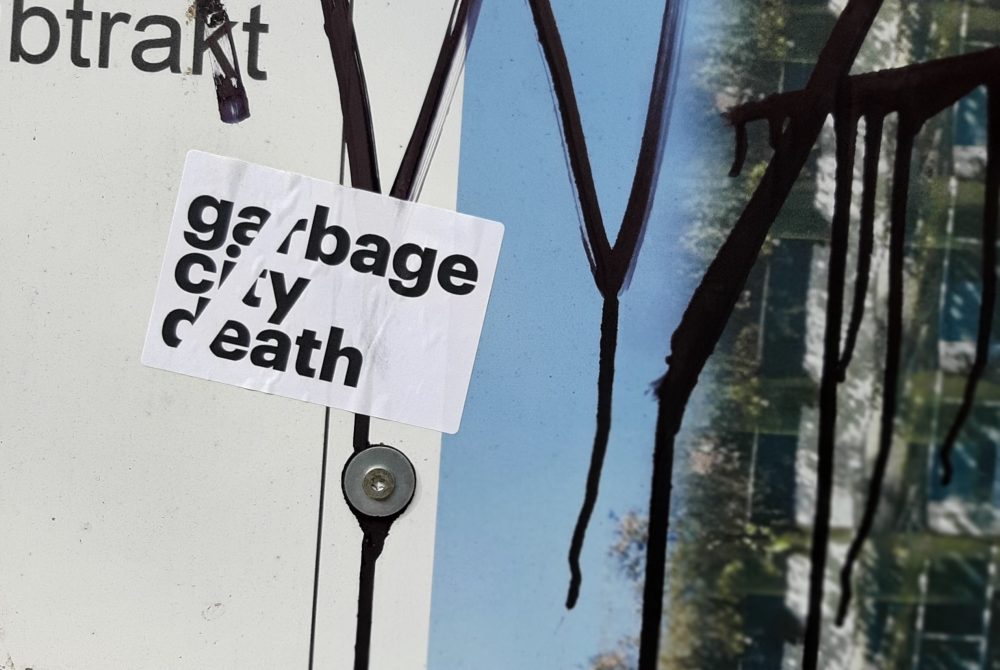 btrakt
garbage
city
death